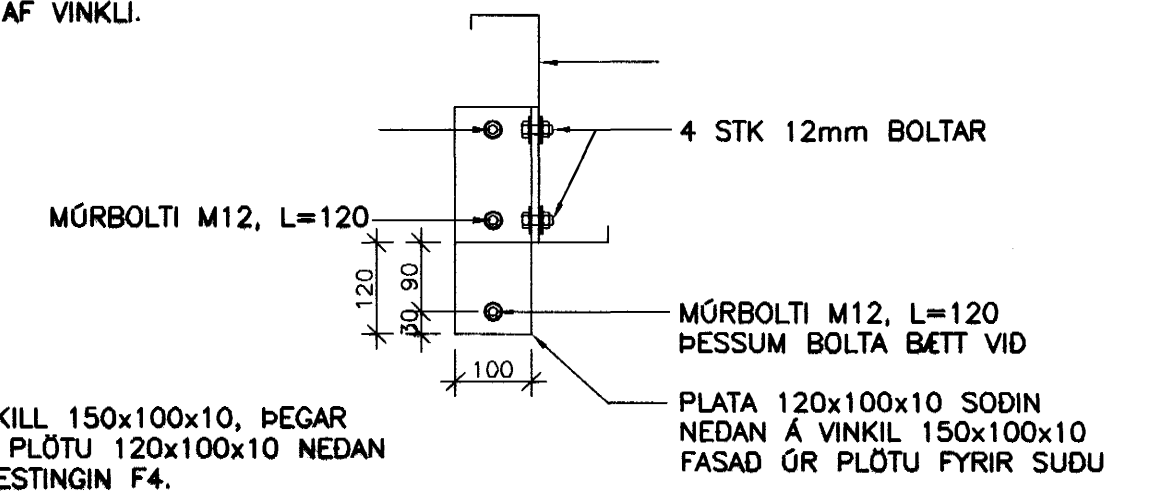 AF VINKLI.
4 STK 12mm BOLTAR
MÚRBOLTI M12, L=120
120
90
30
MÚRBOLTI M12, L=120
ÞESSUM BOLTA BÆTT VIÐ
100
PLATA 120x100x10 SOÐIN
NEÐAN Á VINKIL 150x100x10
FASAÐ ÚR PLÖTU FYRIR SUÐU
KILL 150x100x10, ÞEGAR
PLÖTU 120x100x10 NEÐAN
ESTINGIN F4.